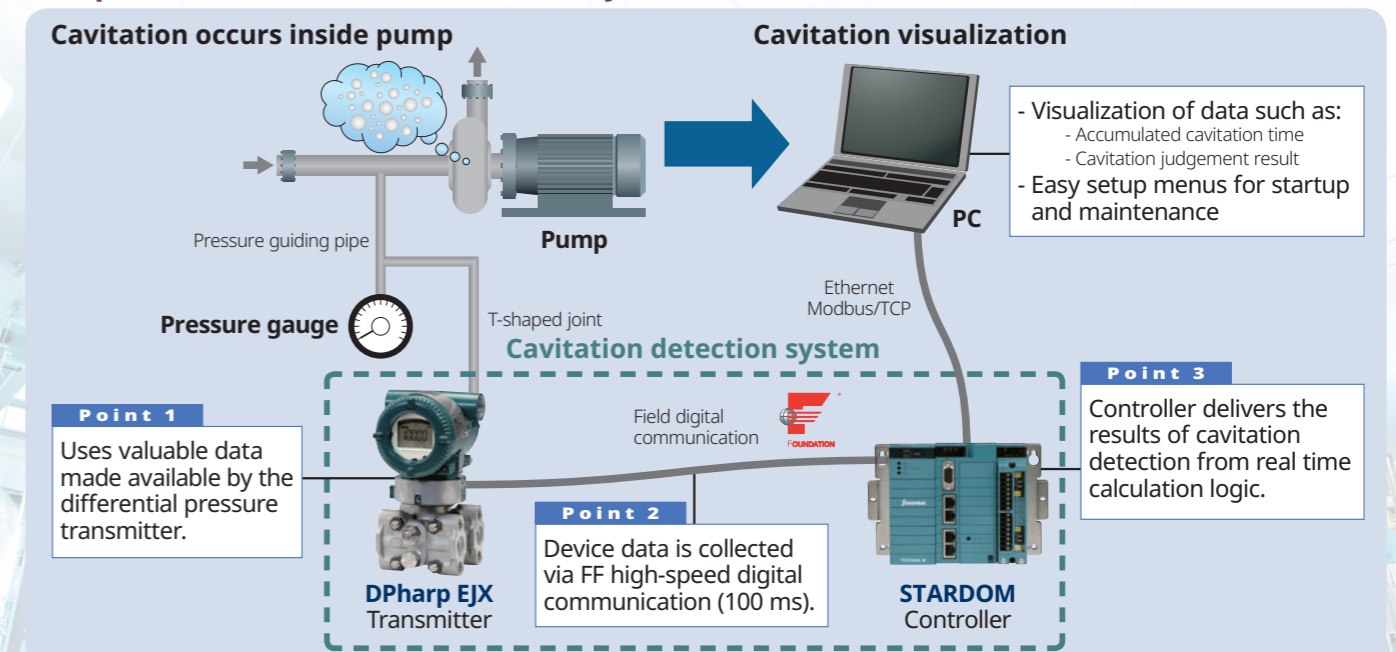 Cavitation occurs inside pump
Cavitation visualization
- Visualization of data such as:
- Accumulated cavitation time
- Cavitation judgement result
- Easy setup menus for startup
and maintenance
PC
Pump
Pressure guiding pipe
Ethernet
Modbus/TCP
Pressure gauge
T-shaped joint
Cavitation detection system
Point 1
Uses valuable data
made available by the
differential pressure
transmitter.
Field digital
communication
FOUNDATION
Point 2
Device data is collected
via FF high-speed digital
communication (100 ms).
Point 3
Controller delivers the
results of cavitation
detection from real time
calculation logic.
DPharp EJX
Transmitter
STARDOM
Controller